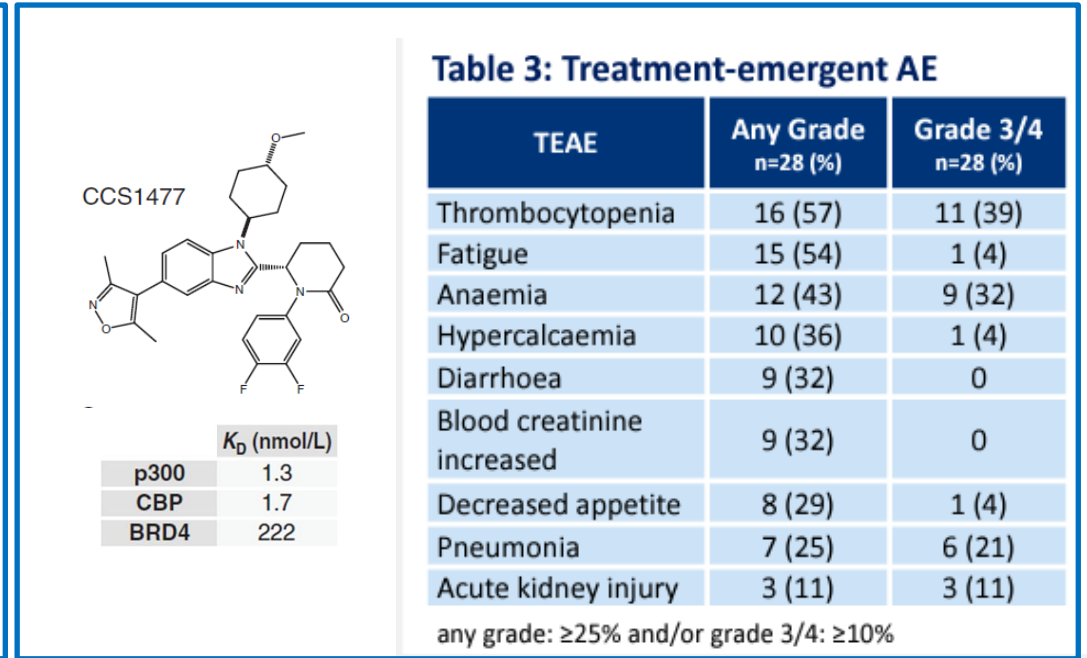 CCS1477
O
N
N
N
O
N
O
F
F
K_D (nmol/L)
p300 1.3
CBP 1.7
BRD4 222
Table 3: Treatment-emergent AE
TEAE Any Grade n=28 (%) Grade 3/4 n=28 (%)
Thrombocytopenia 16 (57) 11 (39)
Fatigue 15 (54) 1 (4)
Anaemia 12 (43) 9 (32)
Hypercalcaemia 10 (36) 1 (4)
Diarrhoea 9 (32) 0
Blood creatinine
increased 9 (32) 0
Decreased appetite 8 (29) 1 (4)
Pneumonia 7 (25) 6 (21)
Acute kidney injury 3 (11) 3 (11)
any grade: ≥25% and/or grade 3/4: ≥10%